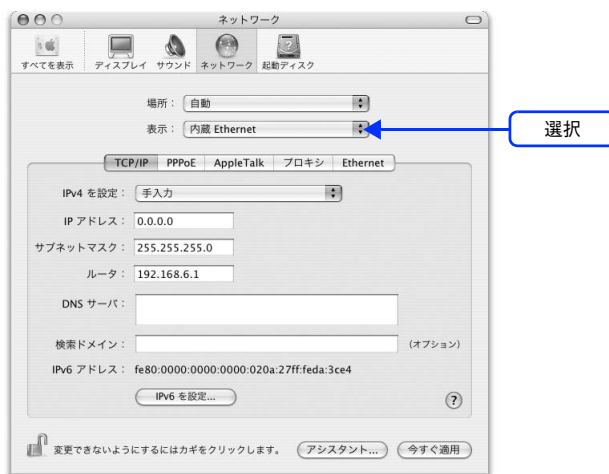 ネットワーク
すべてを表示 ディスプレイ サウンド ネットワーク 起動ディスク
場所： 自動
表示： 内蔵 Ethernet
選択
TCP/IP PPPoE AppleTalk プロキシ Ethernet
IPv4 を設定： 手入力
IP アドレス： 0.0.0.0
サブネットマスク： 255.255.255.0
ルータ： 192.168.6.1
DNS サーバ：
検索ドメイン： (オプション)
IPv6 アドレス： fe80:0000:0000:0000:020a:27ff:feda:3ce4
IPv6 を設定...
?
変更できないようにするにはカギをクリックします。 アシスタント... 今すぐ適用